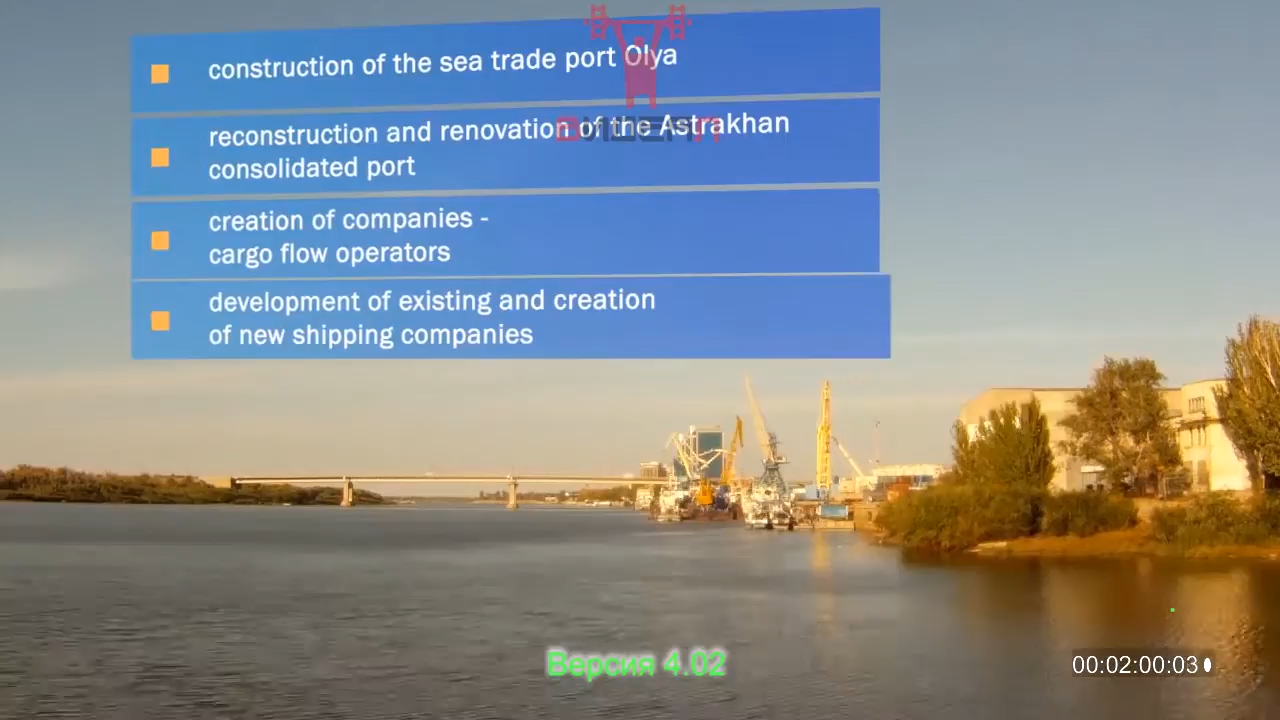 construction of the sea trade port Olya
reconstruction and renovation of the Astrakhan
consolidated port
creation of companies -
cargo flow operators
development of existing and creation
of new shipping companies
Версия 4.02
00:02:00:03